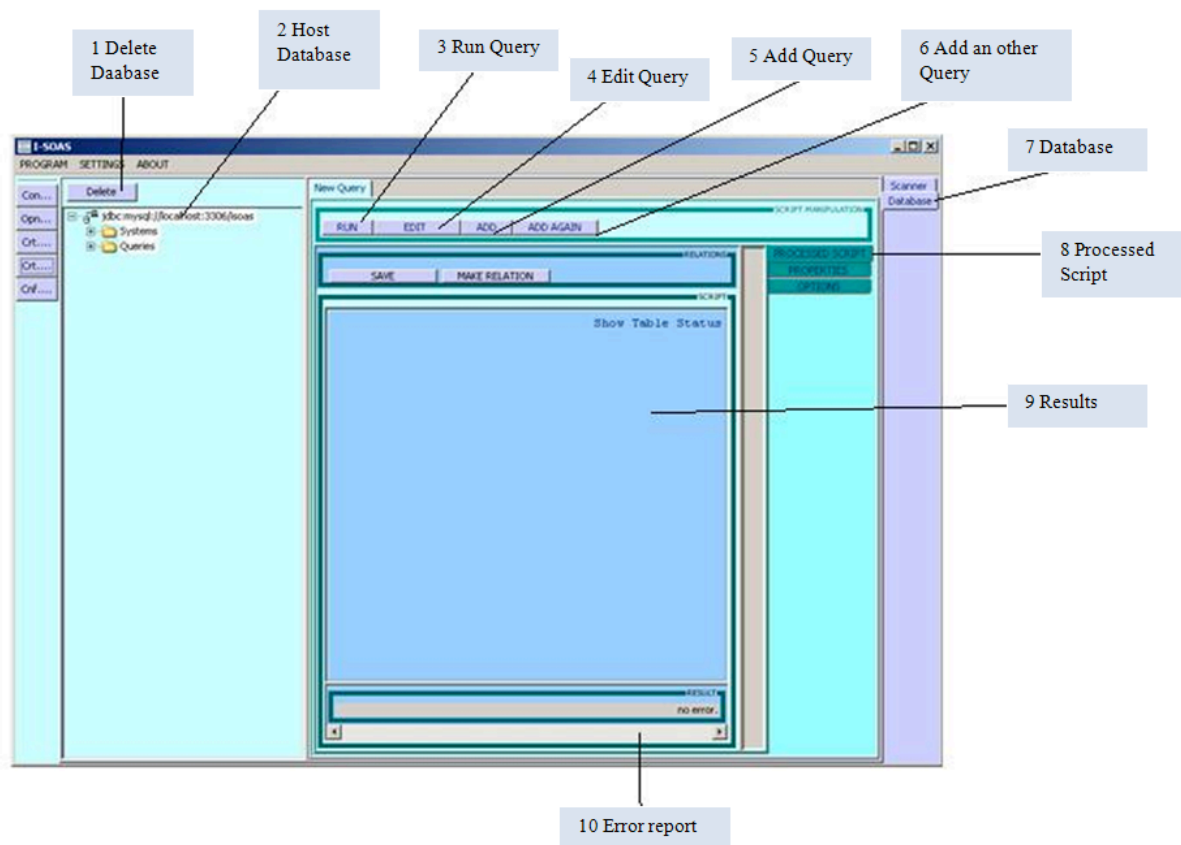 1 Delete
Daabase
2 Host
Database
3 Run Query
4 Edit Query
5 Add Query
6 Add an other
Query
7 Database
8 Processed
Script
9 Results
10 Error report
I-SOAS
PROGRAM SETTINGS ABOUT
Con...
Opn...
Crt....
Crt....
Cnf....
Delete
jdbc:mysql://localhost:3306/isoas
Systems
Queries
New Query
SCRIPT MANIPULATION
RUN EDIT ADD ADD AGAIN
RELATIONS
SAVE MAKE RELATION
SCRIPT
Show Table Status
RESULT
no error.
PROCESSED SCRIPT
PROPERTIES
OPTIONS
Scanner
Database